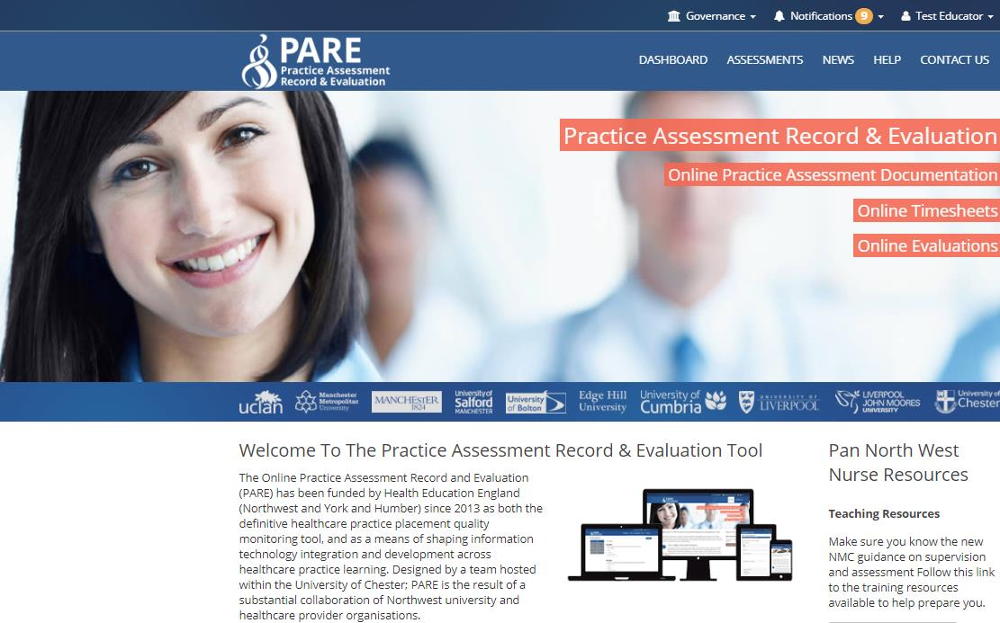 Governance
Notifications 9
Test Educator
PARE
Practice Assessment
Record & Evaluation
DASHBOARD
ASSESSMENTS
NEWS
HELP
CONTACT US
Practice Assessment Record & Evaluation
Online Practice Assessment Documentation
Online Timesheets
Online Evaluations
uclan
Manchester
Metropolitan
University
MANCHESTER
1824
University of
Salford
MANCHESTER
University
of Bolton
Edge Hill
University
University of
Cumbria
UNIVERSITY OF
LIVERPOOL
LIVERPOOL
JOHN MOORES
UNIVERSITY
University of
Chester
Welcome To The Practice Assessment Record & Evaluation Tool
The Online Practice Assessment Record and Evaluation
(PARE) has been funded by Health Education England
(Northwest and York and Humber) since 2013 as both the
definitive healthcare practice placement quality
monitoring tool, and as a means of shaping information
technology integration and development across
healthcare practice learning. Designed by a team hosted
within the University of Chester; PARE is the result of a
substantial collaboration of Northwest university and
healthcare provider organisations.
Pan North West
Nurse Resources
Teaching Resources
Make sure you know the new
NMC guidance on supervision
and assessment Follow this link
to the training resources
available to help prepare you.